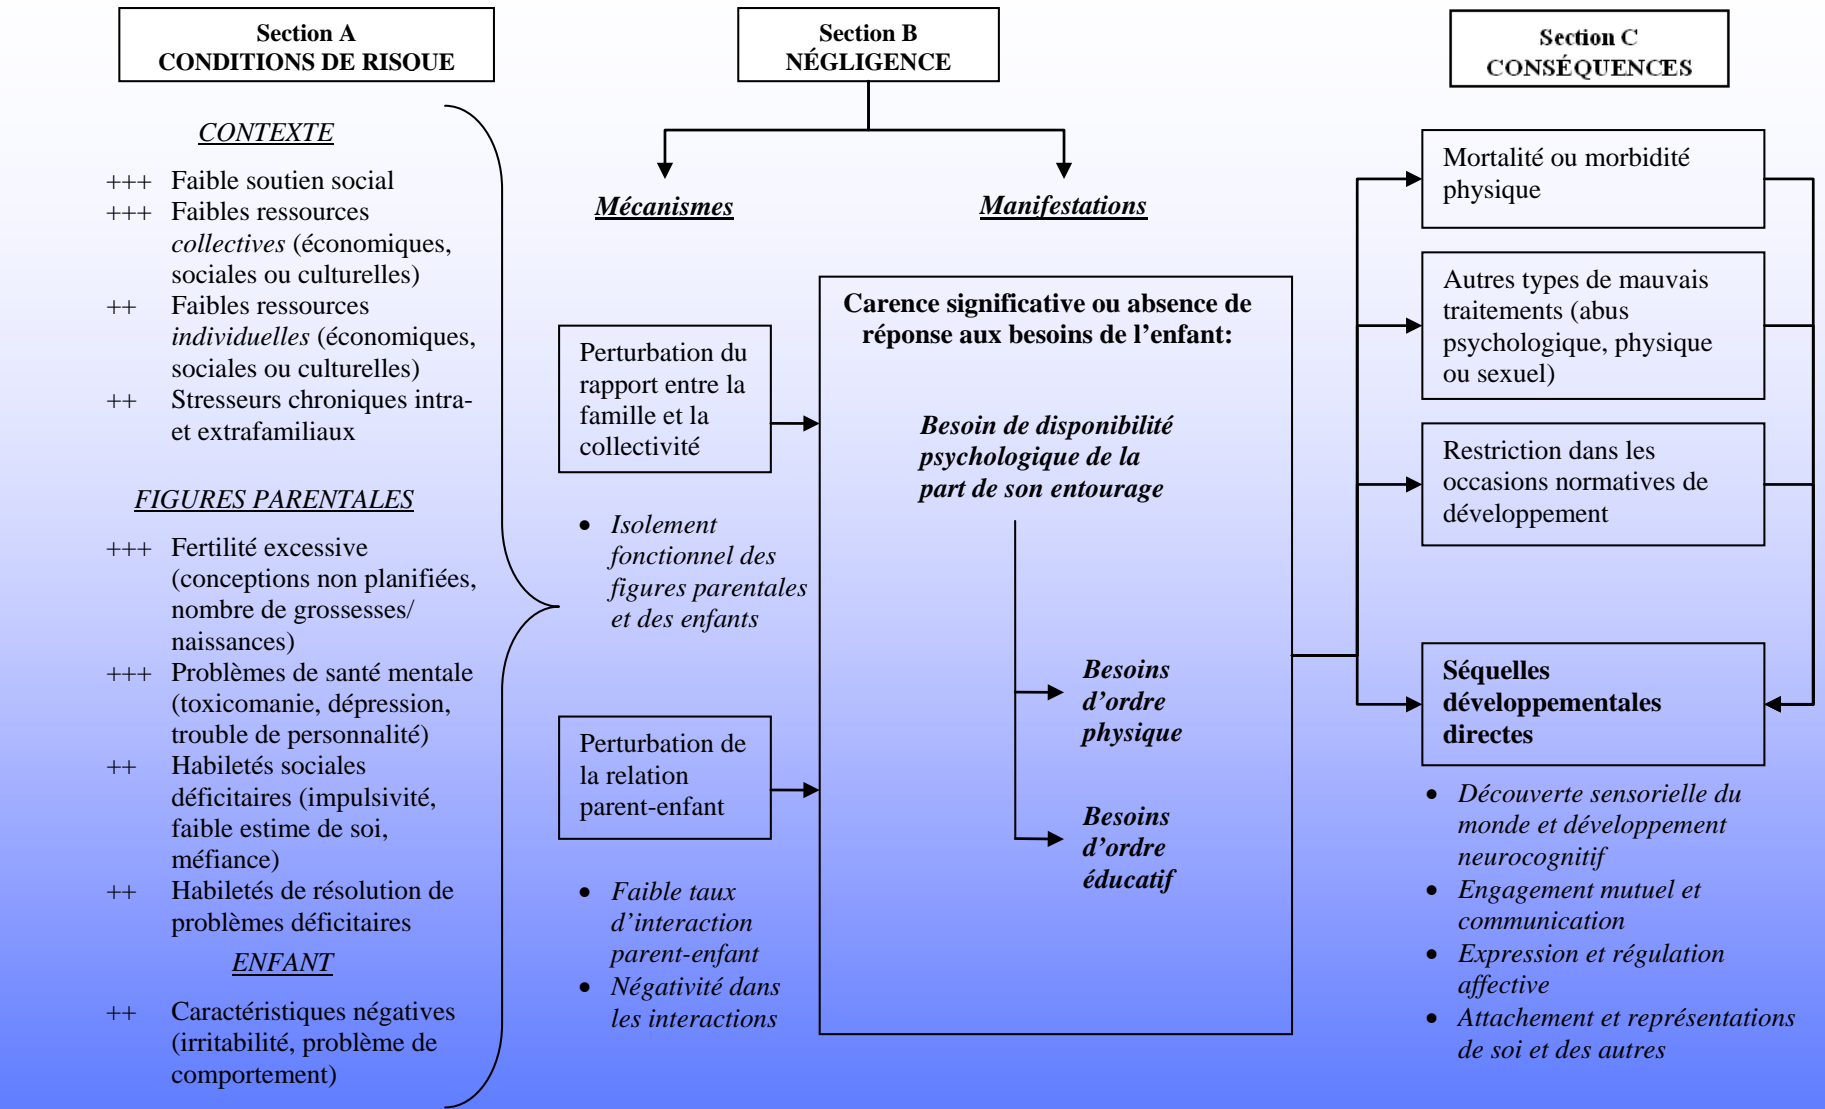 Section A
CONDITIONS DE RISQUE
CONTEXTE
+++ Faible soutien social
+++ Faibles ressources
collectives (économiques,
sociales ou culturelles)
++ Faibles ressources
individuelles (économiques,
sociales ou culturelles)
++ Stresseurs chroniques intra-
et extrafamiliaux
FIGURES PARENTALES
+++ Fertilité excessive
(conceptions non planifiées,
nombre de grossesses/
naissances)
+++ Problèmes de santé mentale
(toxicomanie, dépression,
trouble de personnalité)
++ Habiletés sociales
déficitaires (impulsivité,
faible estime de soi,
méfiance)
++ Habiletés de résolution de
problèmes déficitaires
ENFANT
++ Caractéristiques négatives
(irritabilité, problème de
comportement)
Section B
NÉGLIGENCE
Mécanismes
Perturbation du
rapport entre la
famille et la
collectivité
• Isolement
fonctionnel des
figures parentales
et des enfants
Perturbation de
la relation
parent-enfant
• Faible taux
d’interaction
parent-enfant
• Négativité dans
les interactions
Manifestations
Carence significative ou absence de
réponse aux besoins de l’enfant:
Besoin de disponibilité
psychologique de la
part de son entourage
Besoins
d’ordre
physique
Besoins
d’ordre
éducatif
Section C
CONSÉQUENCES
Mortalité ou morbidité
physique
Autres types de mauvais
traitements (abus
psychologique, physique
ou sexuel)
Restriction dans les
occasions normatives de
développement
Séquelles
développementales
directes
• Découverte sensorielle du
monde et développement
neurocognitif
• Engagement mutuel et
communication
• Expression et régulation
affective
• Attachement et représentations
de soi et des autres